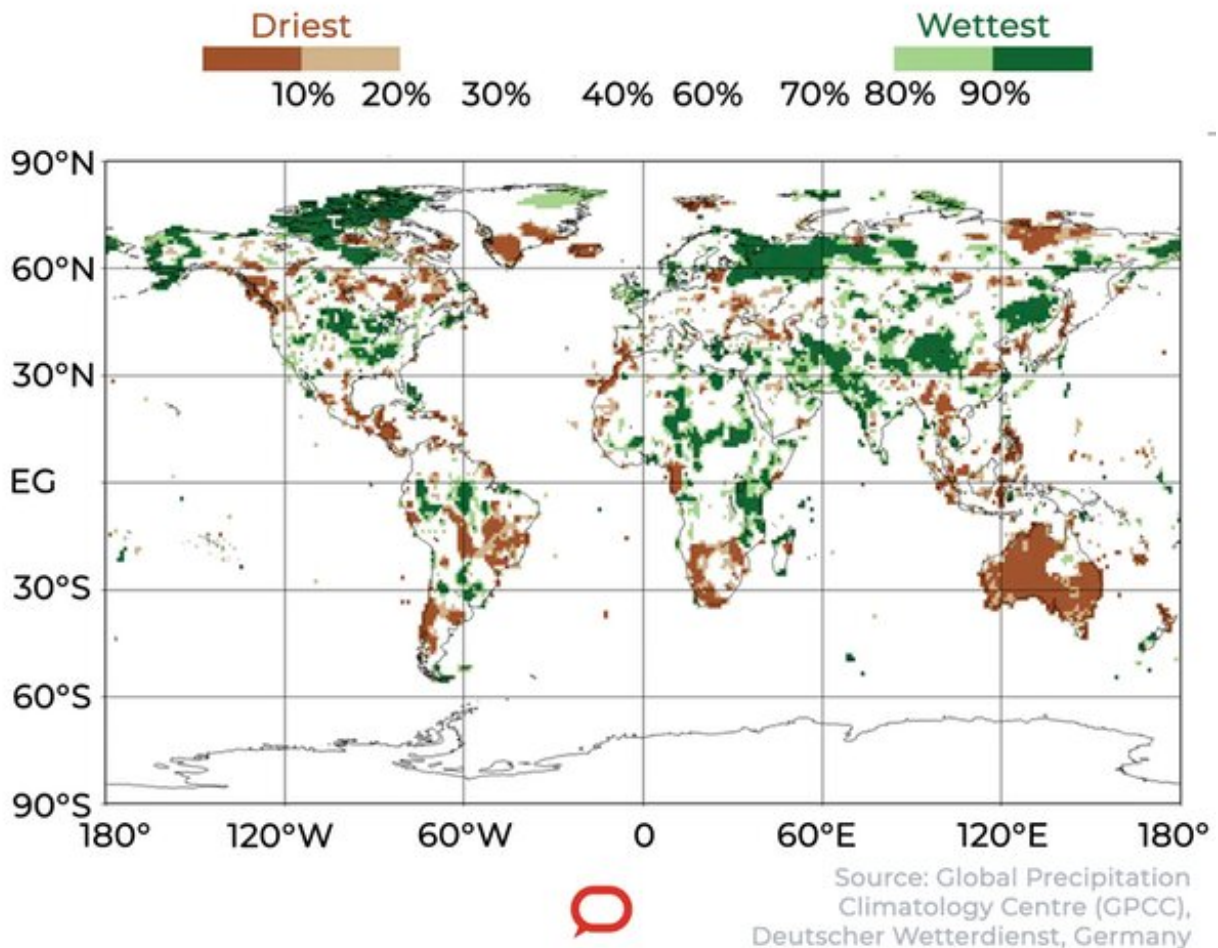 Driest Wettest
10% 20% 30% 40% 60% 70% 80% 90%
90°N
60°N
30°N
EG
30°S
60°S
90°S
180° 120°W 60°W 0 60°E 120°E 180°
Source: Global Precipitation
Climatology Centre (GPCC),
Deutscher Wetterdienst, Germany